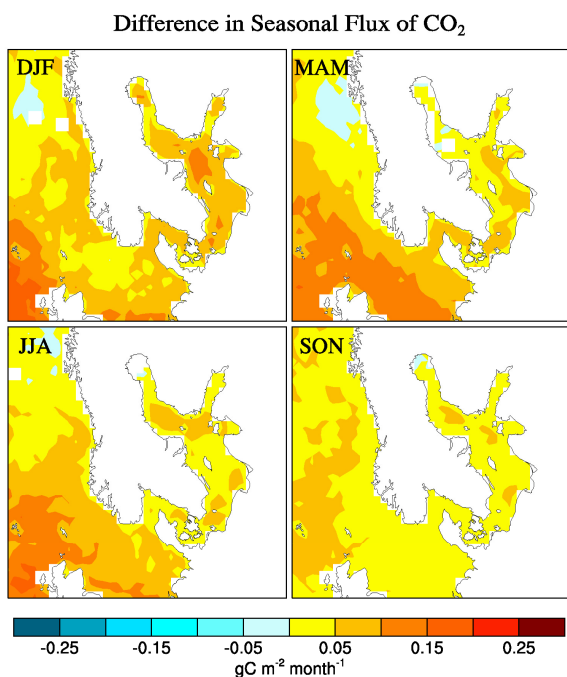 Difference in Seasonal Flux of CO₂
DJF
MAM
JJA
SON
-0.25 -0.15 -0.05 0.05 0.15 0.25
gC m⁻² month⁻¹